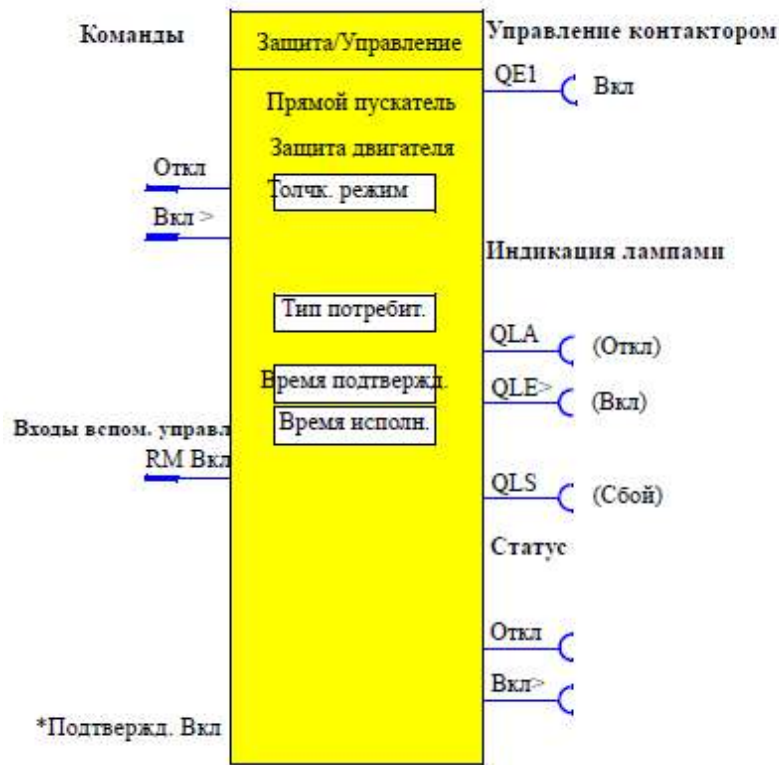 Команды
Защита/Управление
Управление контактором
QE1
Вкл
Прямой пускатель
Защита двигателя
Откл
Толчк. режим
Вкл >
Индикация лампами
Тип потребит.
QLA
(Откл)
Время подтвержд.
QLE>
(Вкл)
Входы вспом. управл
Время исполн.
RM Вкл
QLS
(Сбой)
Статус
Откл
Вкл>
*Подтвержд. Вкл